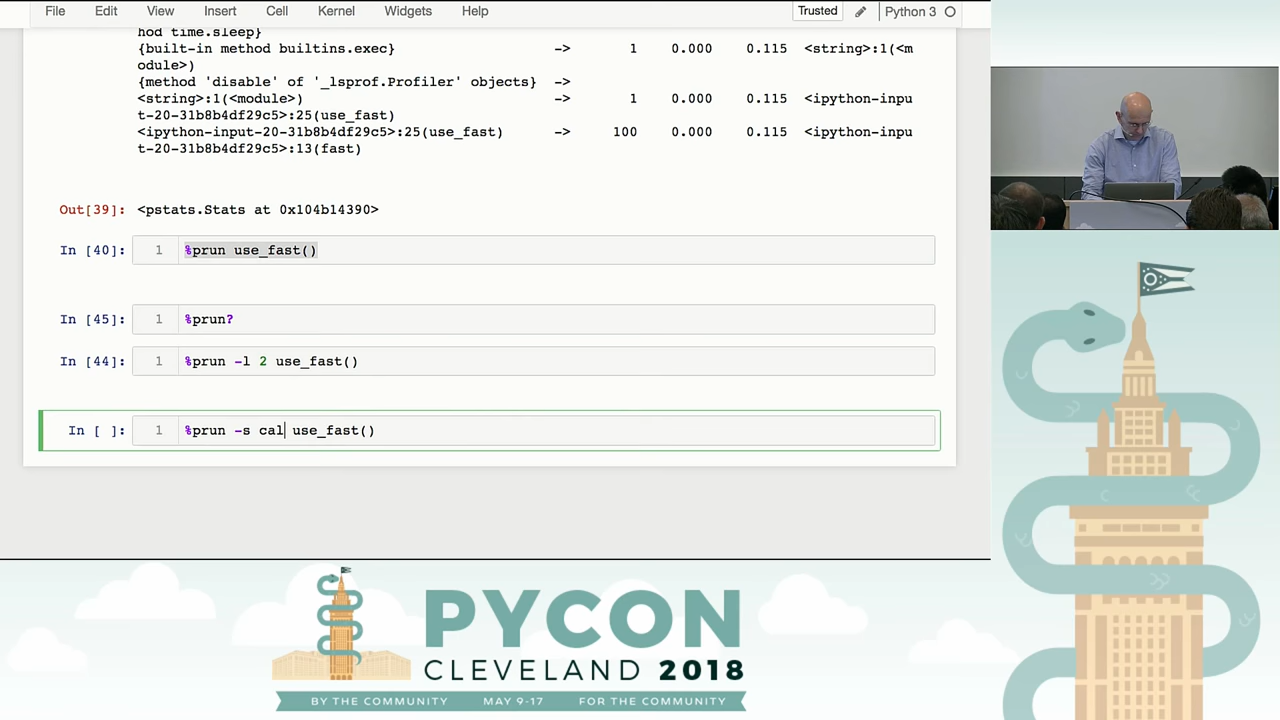 File Edit View Insert Cell Kernel Widgets Help Trusted Python 3
hod time.sleep}
{built-in method builtins.exec} -> 1 0.000 0.115 <string>:1(<m
odule>)
{method 'disable' of '_lsprof.Profiler' objects} ->
<string>:1(<module>) -> 1 0.000 0.115 <ipython-inpu
t-20-31b8b4df29c5>:25(use_fast)
<ipython-input-20-31b8b4df29c5>:25(use_fast) -> 100 0.000 0.115 <ipython-inpu
t-20-31b8b4df29c5>:13(fast)
Out[39]: <pstats.Stats at 0x104b14390>
In [40]: 1 %prun use_fast()
In [45]: 1 %prun?
In [44]: 1 %prun -l 2 use_fast()
In [ ]: 1 %prun -s cal use_fast()
PYCON
CLEVELAND 2018
BY THE COMMUNITY MAY 9-17 FOR THE COMMUNITY